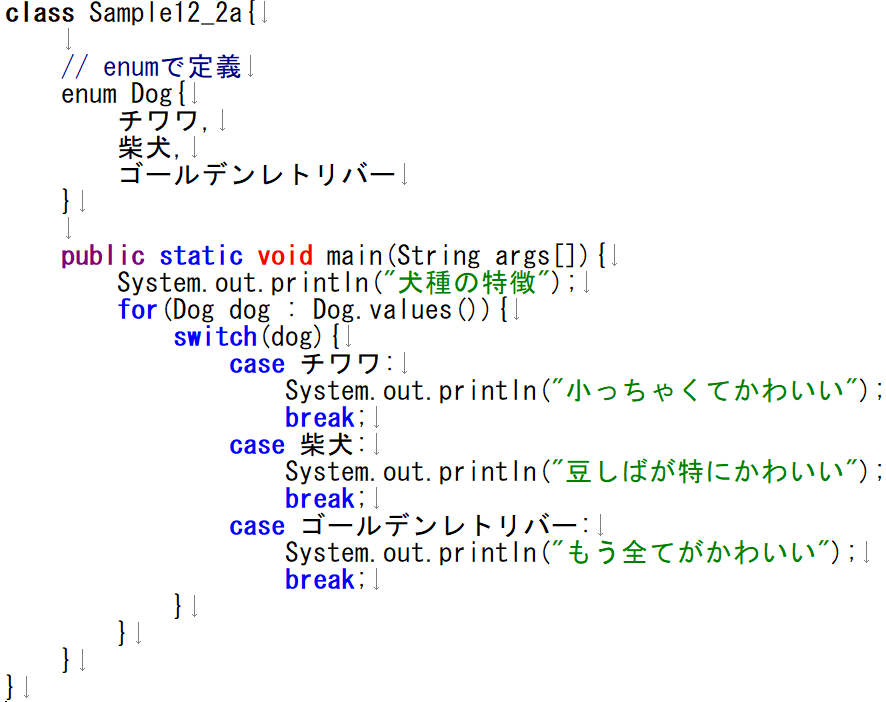 class Sample12_2a{↓
↓
// enumで定義↓
enum Dog{↓
チワワ,↓
柴犬,↓
ゴールデンレトリバー↓
}↓
↓
public static void main(String args[]){↓
System.out.println("犬種の特徴");↓
for(Dog dog : Dog.values()){↓
switch(dog){↓
case チワワ:↓
System.out.println("小っちゃくてかわいい");
break;↓
case 柴犬:↓
System.out.println("豆しばが特にかわいい");
break;↓
case ゴールデンレトリバー:↓
System.out.println("もう全てがかわいい");↓
break;↓
}↓
}↓
}↓
}↓